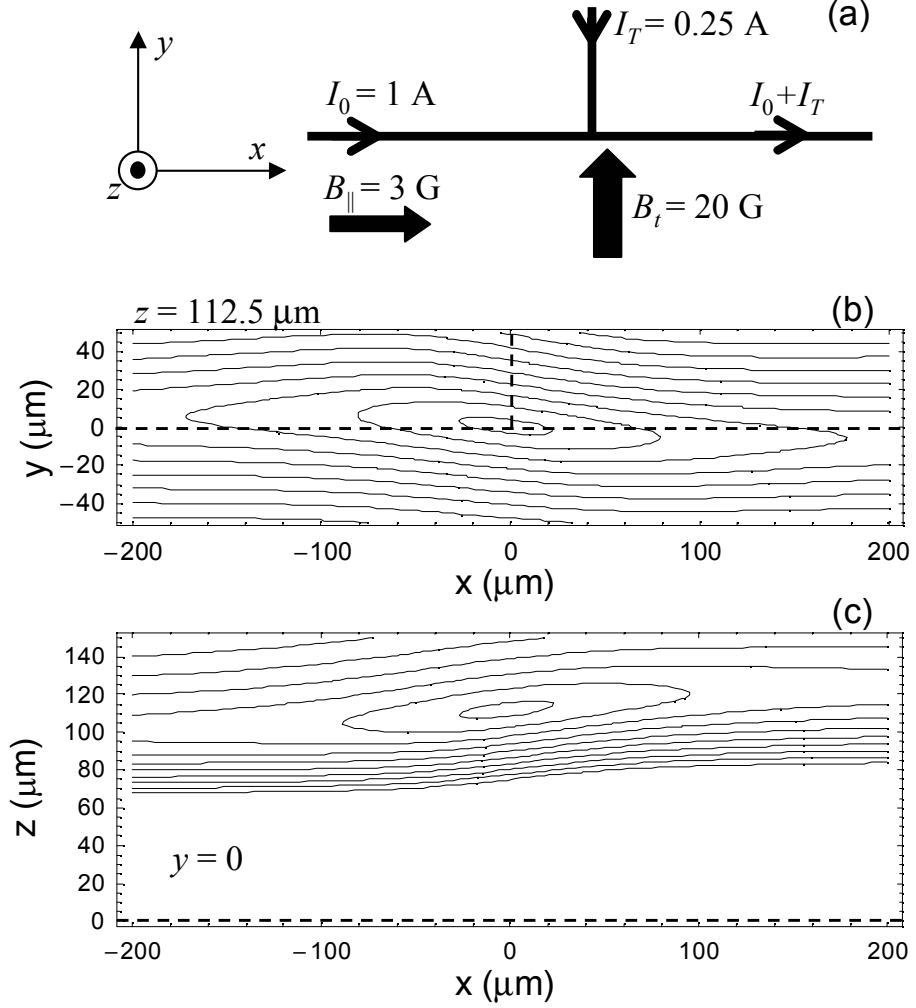 (a)
I_T = 0.25 A
y
I_0 = 1 A
I_0+I_T
x
z
B_∥ = 3 G
B_t = 20 G
z = 112.5 μm
(b)
40
20
0
−20
−40
y (μm)
−200
−100
0
100
200
x (μm)
(c)
140
120
100
80
60
40
20
0
z (μm)
y = 0
−200
−100
0
100
200
x (μm)